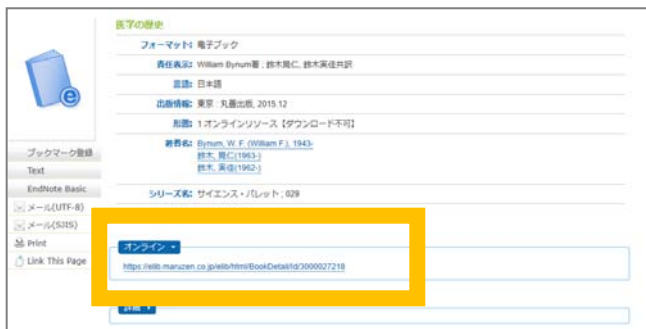 医学の歴史
フォーマット: 電子ブック
責任表示: William Bynum著 ; 鈴木晃仁, 鈴木実佳共訳
言語: 日本語
出版情報: 東京 : 丸善出版, 2015.12
形態: 1 オンラインリソース【ダウンロード不可】
著者名: Bynum, W. F. (William F.), 1943-
鈴木, 晃仁(1963-)
鈴木, 実佳(1962-)
シリーズ名: サイエンス・パレット ; 029
ブックマーク登録
Text
EndNote Basic
メール(UTF-8)
メール(SJIS)
Print
Link This Page
オンライン
https://elib.maruzen.co.jp/elib/html/BookDetail/Id/3000027218